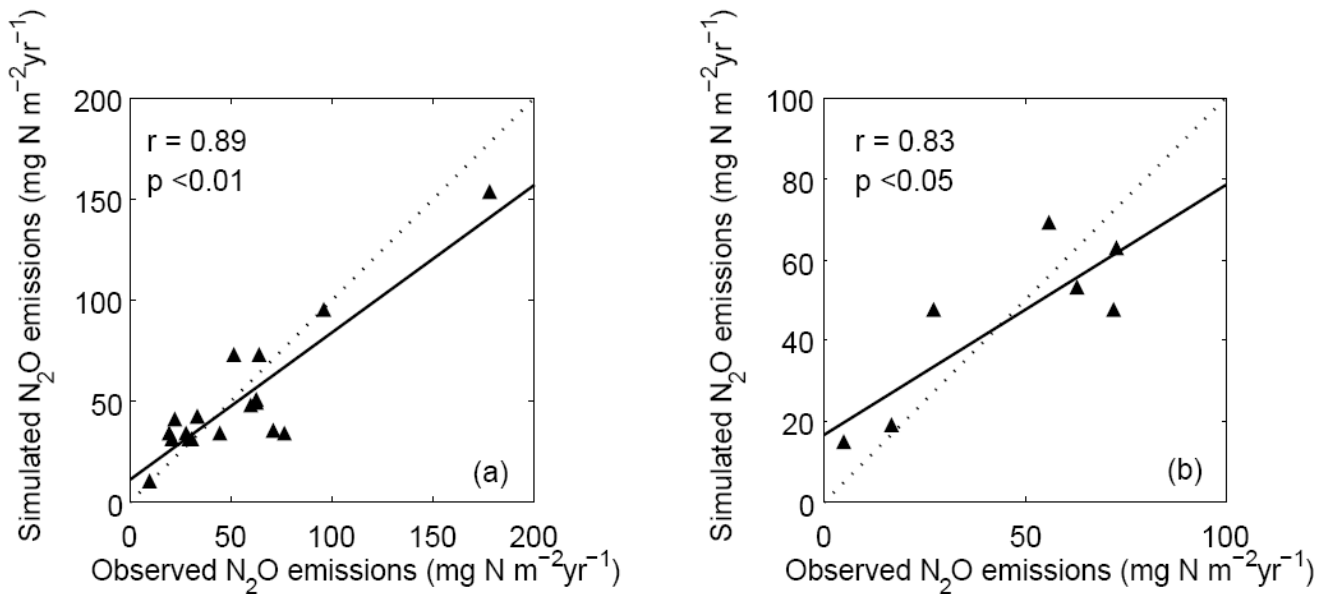 Simulated N₂O emissions (mg N m⁻²yr⁻¹)
200
150
100
50
0
r = 0.89
p <0.01
(a)
0 50 100 150 200
Observed N₂O emissions (mg N m⁻²yr⁻¹)
Simulated N₂O emissions (mg N m⁻²yr⁻¹)
100
80
60
40
20
0
r = 0.83
p <0.05
(b)
0 50 100
Observed N₂O emissions (mg N m⁻²yr⁻¹)